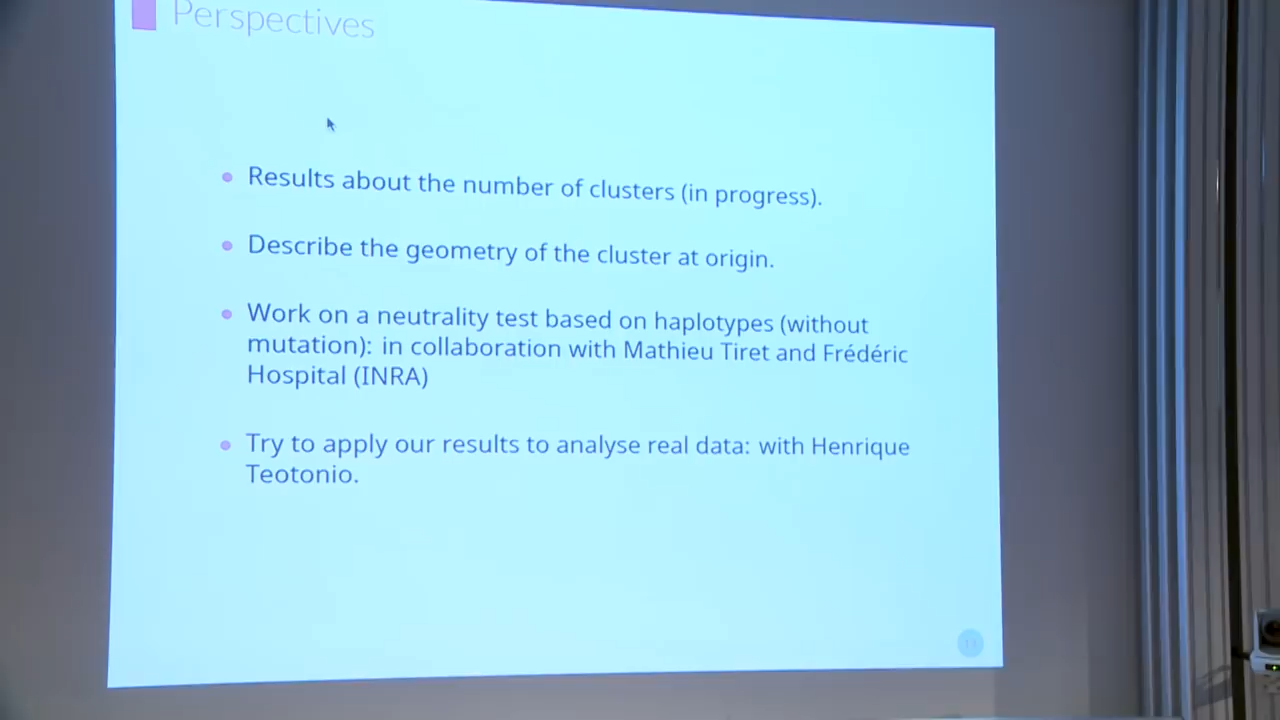 Perspectives
Results about the number of clusters (in progress).
Describe the geometry of the cluster at origin.
Work on a neutrality test based on haplotypes (without
mutation): in collaboration with Mathieu Tiret and Frédéric
Hospital (INRA)
Try to apply our results to analyse real data: with Henrique
Teotonio.